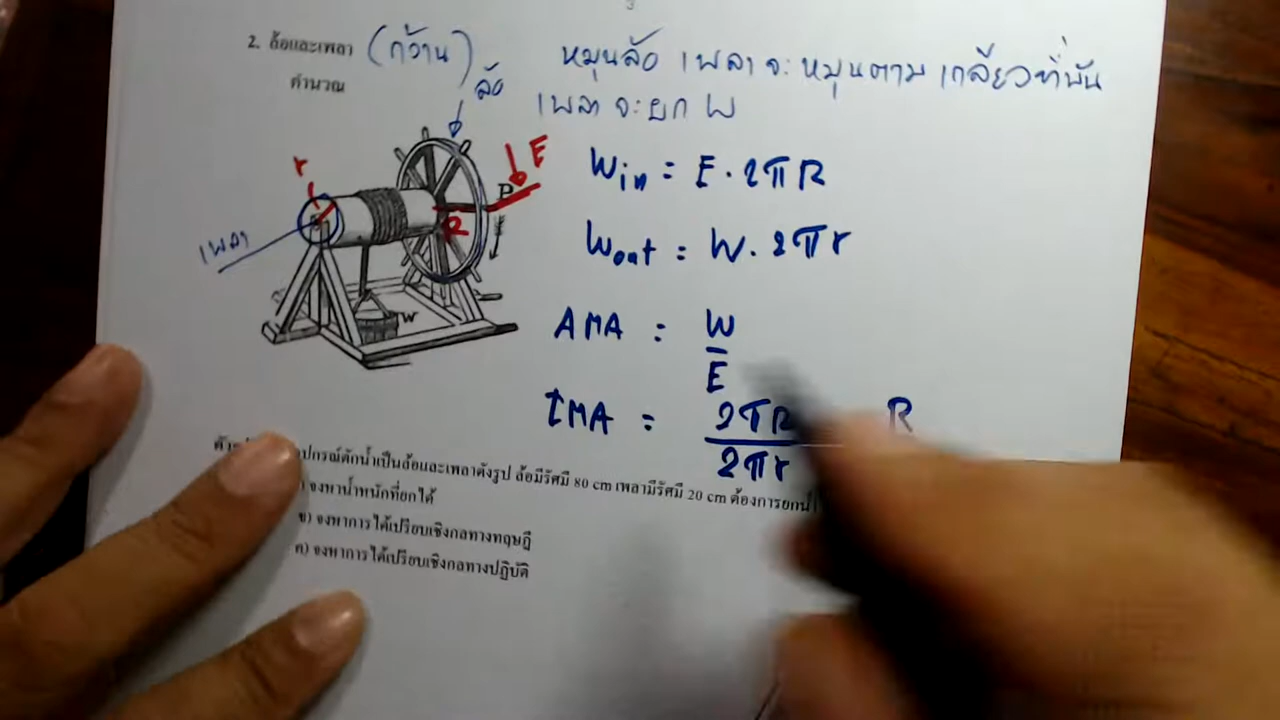 2. ล้อและเพลา (กว้าน)
คำนวณ
ล้อ
หมุนล้อ เพลาจะหมุนตาม เกลียวที่พัน
เพลาจะยก W
r
E
P
R
เพลา
W
Win = E · 2πR
Wout = W · 2πr
AMA = W
E
IMA = 2πR R
2πr
อุปกรณ์ตักน้ำเป็นล้อและเพลาดังรูป ล้อมีรัศมี 80 cm เพลามีรัศมี 20 cm ต้องการยกน้ำ
จงหาน้ำหนักที่ยกได้
ข) จงหาการได้เปรียบเชิงกลทางทฤษฎี
ค) จงหาการได้เปรียบเชิงกลทางปฏิบัติ